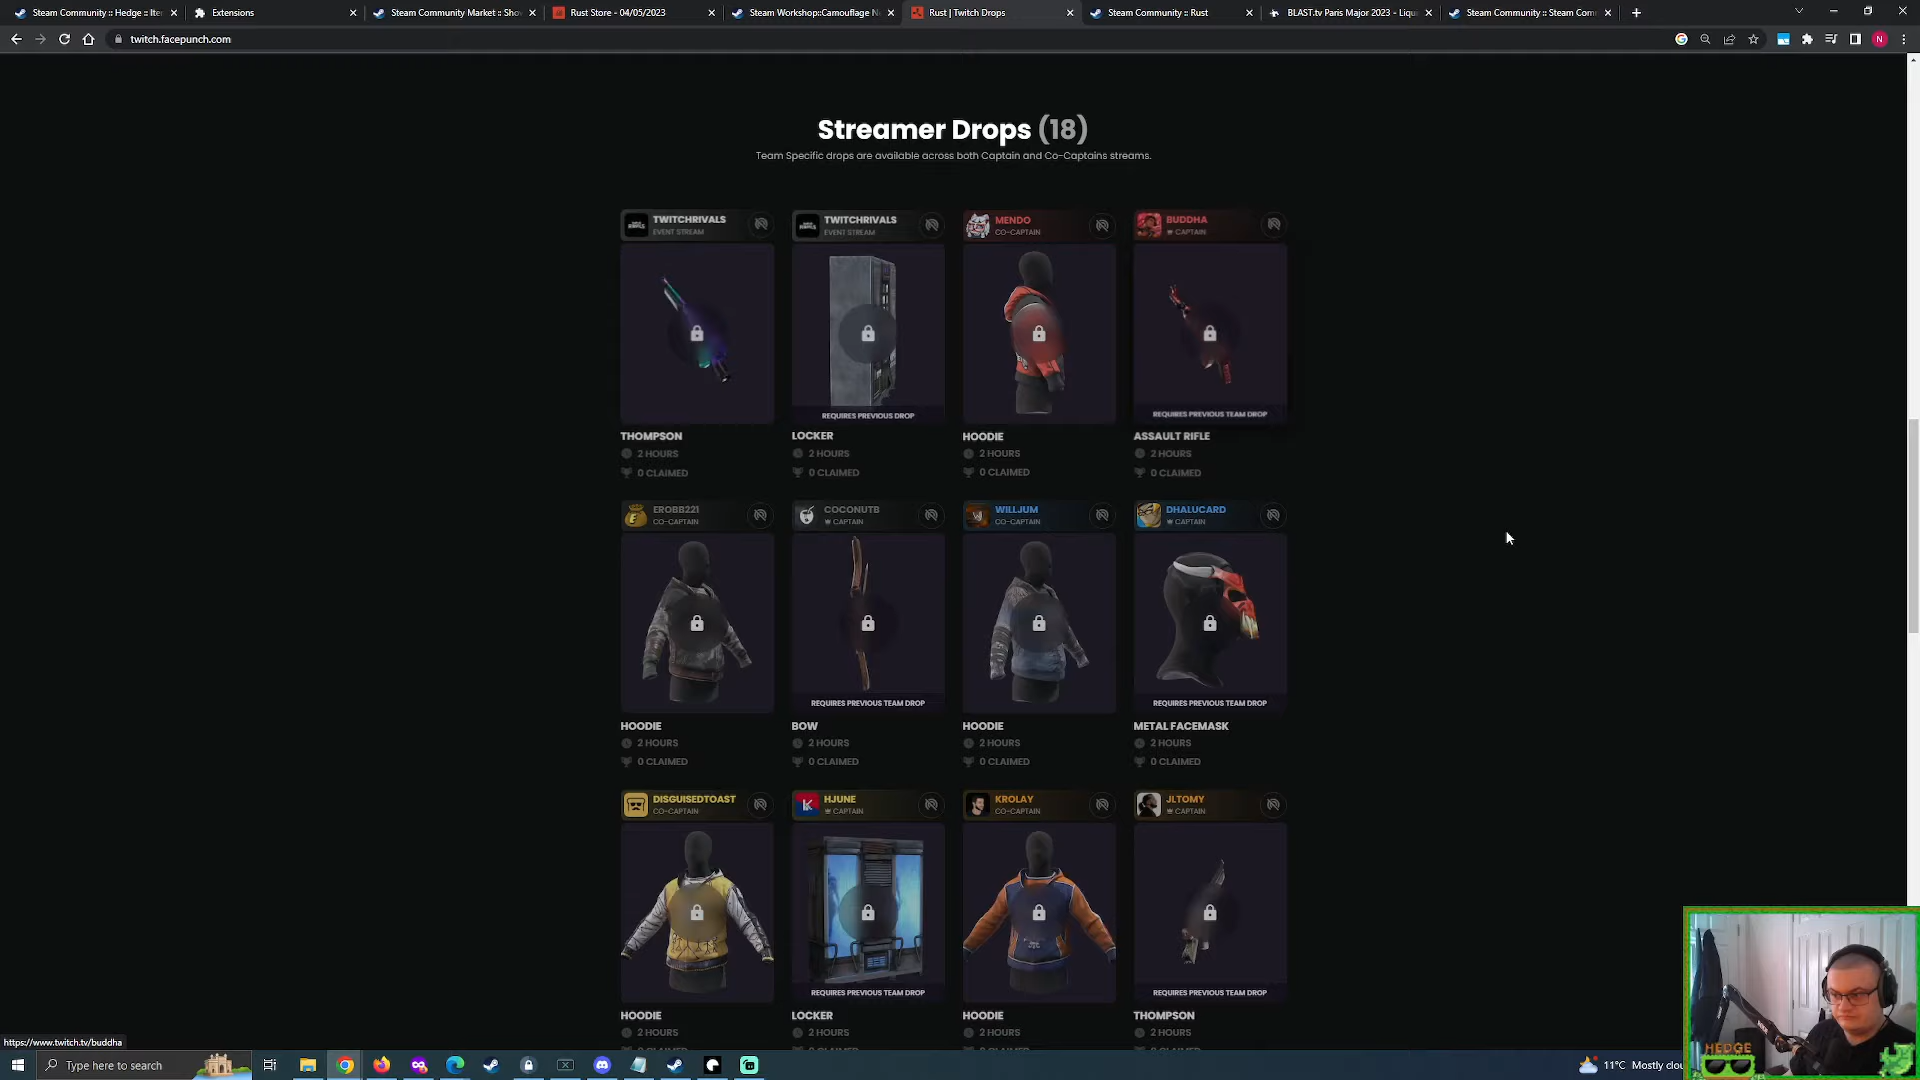 Steam Community :: Hedge :: Ite
Extensions
Steam Community Market :: Sho
Rust Store - 04/05/2023
Steam Workshop::Camouflage N
Rust | Twitch Drops
Steam Community :: Rust
BLAST.tv Paris Major 2023 - Liqu
Steam Community :: Steam Com
twitch.facepunch.com
N
Streamer Drops (18)
Team Specific drops are available across both Captain and Co-Captains streams.
TWITCHRIVALS
EVENT STREAM
TWITCHRIVALS
EVENT STREAM
MENDO
CO-CAPTAIN
BUDDHA
CAPTAIN
REQUIRES PREVIOUS DROP
REQUIRES PREVIOUS TEAM DROP
THOMPSON
LOCKER
HOODIE
ASSAULT RIFLE
2 HOURS
2 HOURS
2 HOURS
2 HOURS
0 CLAIMED
0 CLAIMED
0 CLAIMED
0 CLAIMED
EROBB221
CO-CAPTAIN
COCONUTB
CAPTAIN
WILLJUM
CO-CAPTAIN
DHALUCARD
CAPTAIN
REQUIRES PREVIOUS TEAM DROP
REQUIRES PREVIOUS TEAM DROP
HOODIE
BOW
HOODIE
METAL FACEMASK
2 HOURS
2 HOURS
2 HOURS
2 HOURS
0 CLAIMED
0 CLAIMED
0 CLAIMED
0 CLAIMED
DISGUISEDTOAST
CO-CAPTAIN
HJUNE
CAPTAIN
KROLAY
CO-CAPTAIN
JLTOMY
CAPTAIN
REQUIRES PREVIOUS TEAM DROP
REQUIRES PREVIOUS TEAM DROP
HOODIE
LOCKER
HOODIE
THOMPSON
2 HOURS
2 HOURS
2 HOURS
2 HOURS
https://www.twitch.tv/buddha
Type here to search
11°C Mostly clou
HEDGE